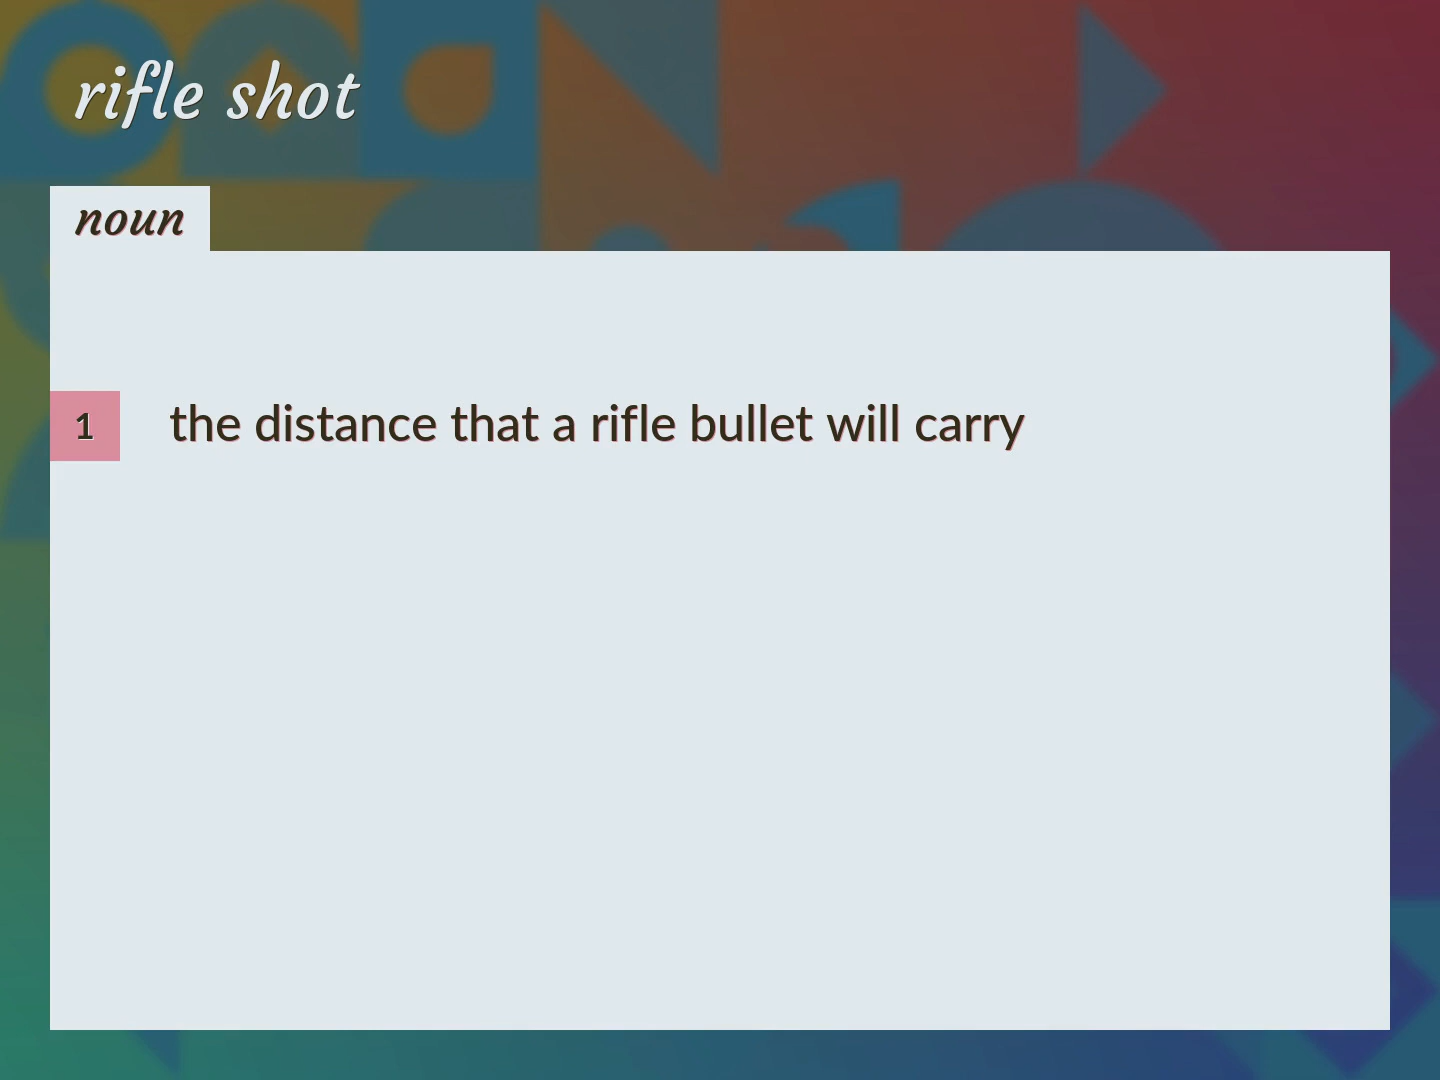 rifle shot
noun
1 the distance that a rifle bullet will carry